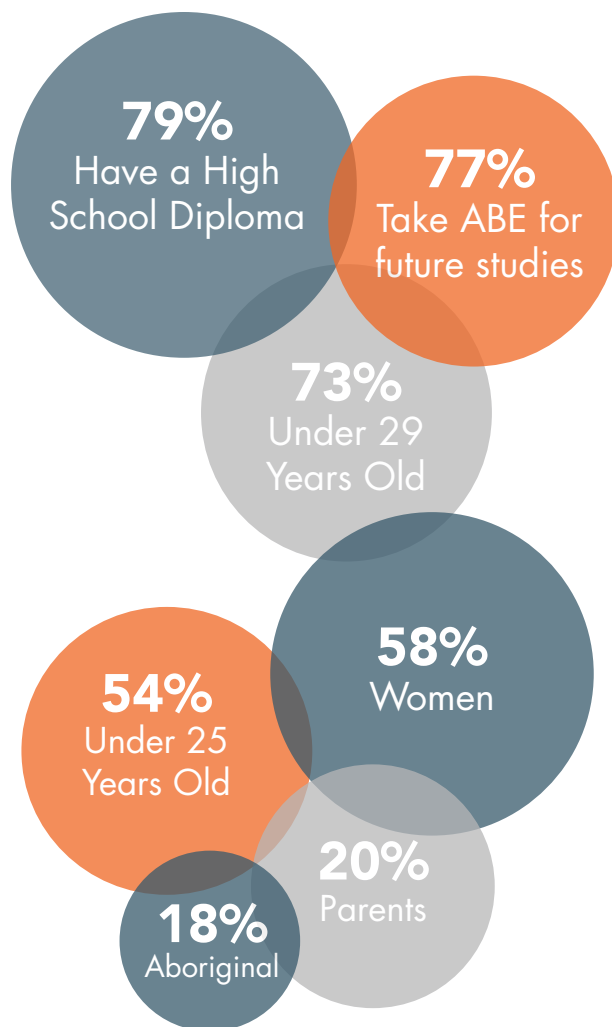 79%
Have a High
School Diploma
77%
Take ABE for
future studies
73%
Under 29
Years Old
58%
Women
54%
Under 25
Years Old
20%
Parents
18%
Aboriginal